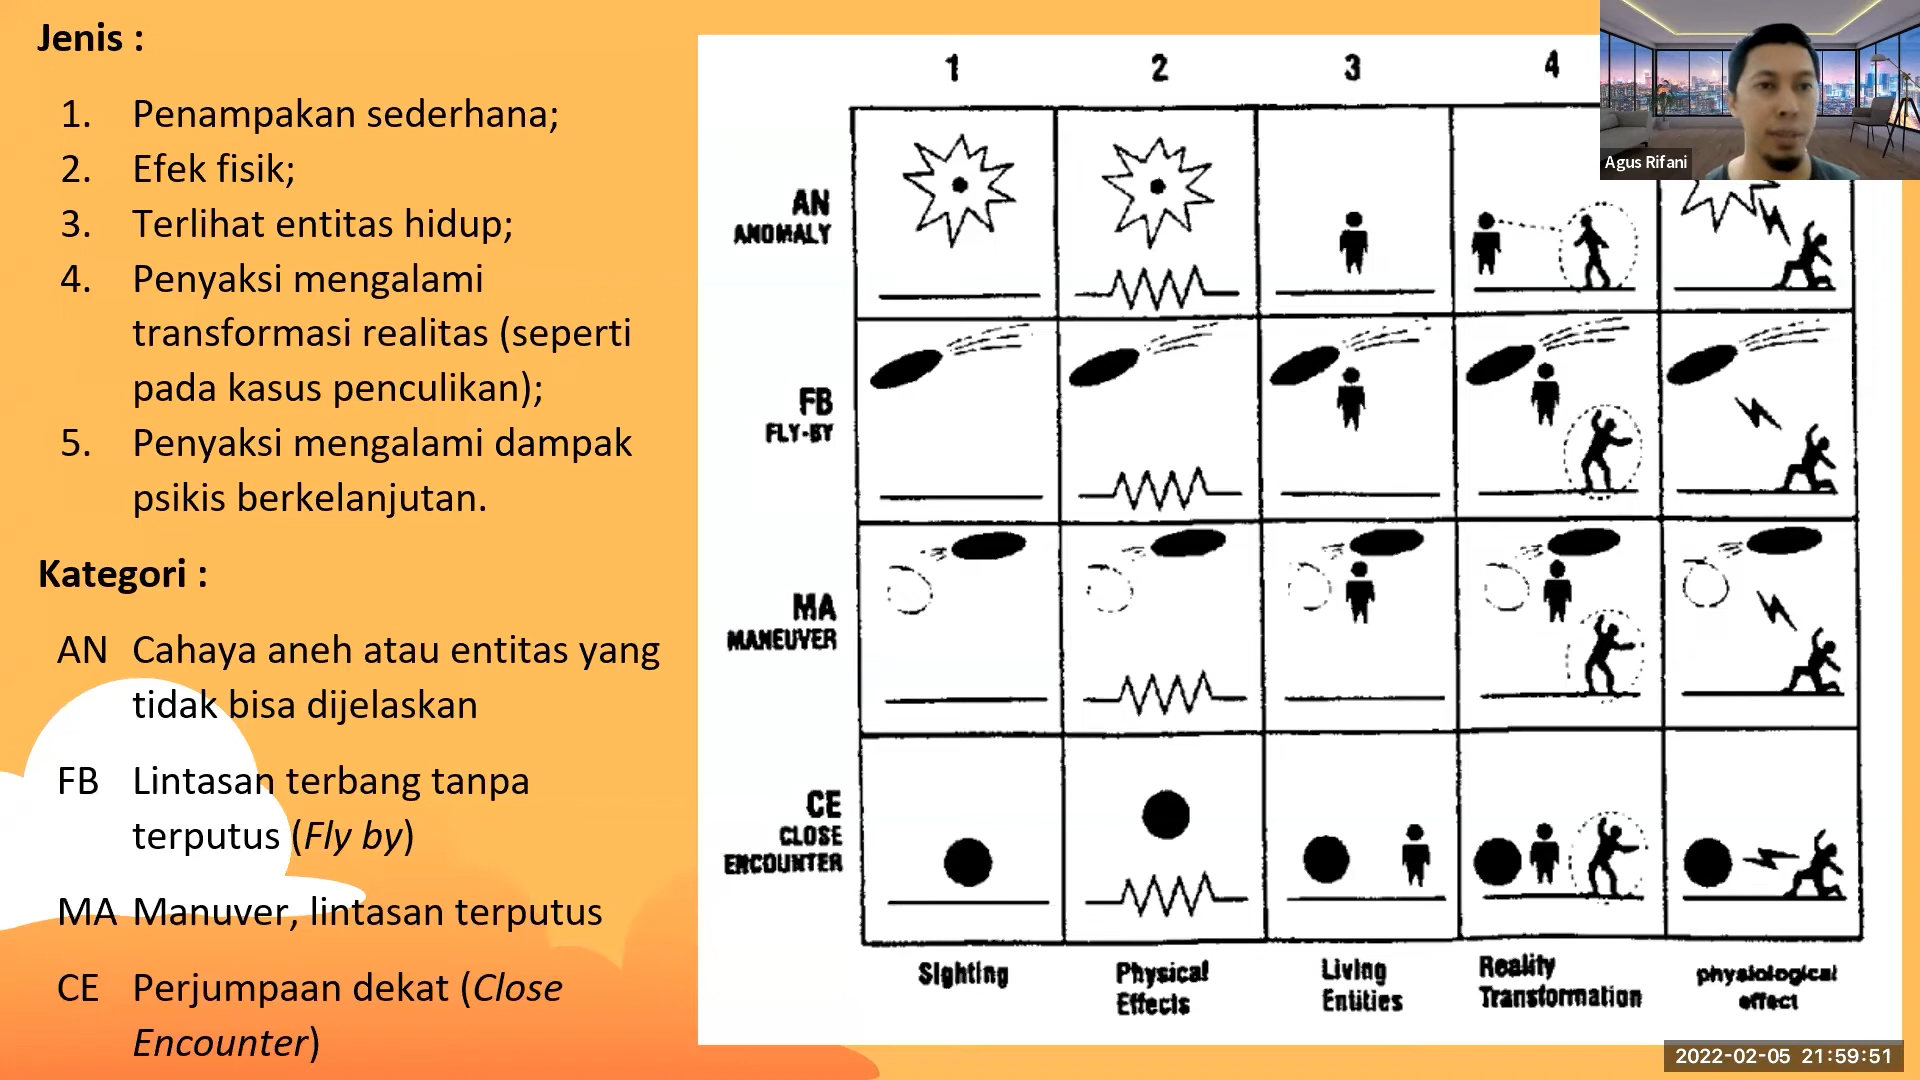 Jenis :
1. Penampakan sederhana;
2. Efek fisik;
3. Terlihat entitas hidup;
4. Penyaksi mengalami
transformasi realitas (seperti
pada kasus penculikan);
5. Penyaksi mengalami dampak
psikis berkelanjutan.
Kategori :
AN Cahaya aneh atau entitas yang
tidak bisa dijelaskan
FB Lintasan terbang tanpa
terputus (Fly by)
MA Manuver, lintasan terputus
CE Perjumpaan dekat (Close
Encounter)
1 2 3 4
AN
ANOMALY
FB
FLY-BY
MA
MANEUVER
CE
CLOSE
ENCOUNTER
Sighting
Physical
Effects
Living
Entities
Reality
Transformation
physiological
effect
Agus Rifani
2022-02-05 21:59:51